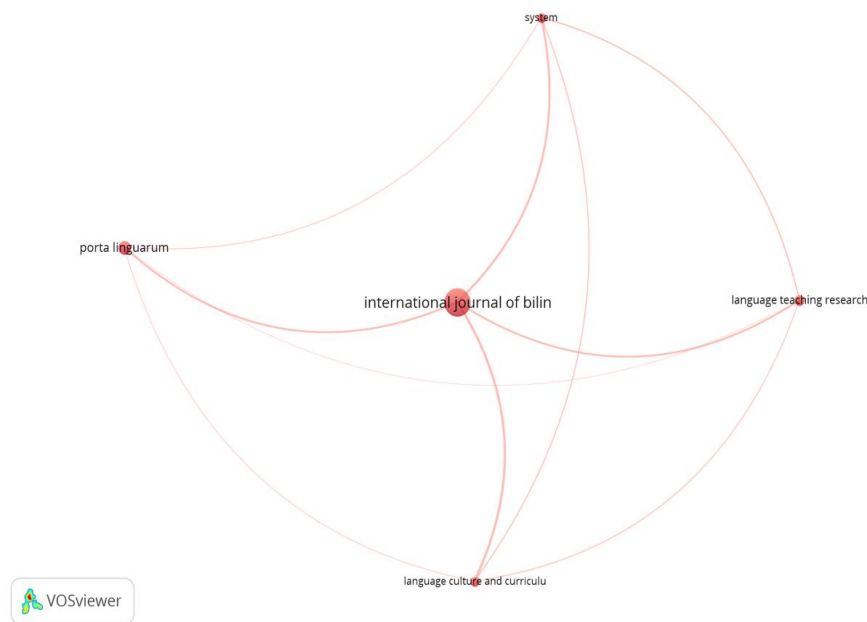 system
porta linguarum
international journal of bilin
language teaching research
language culture and curriculu
VOSviewer